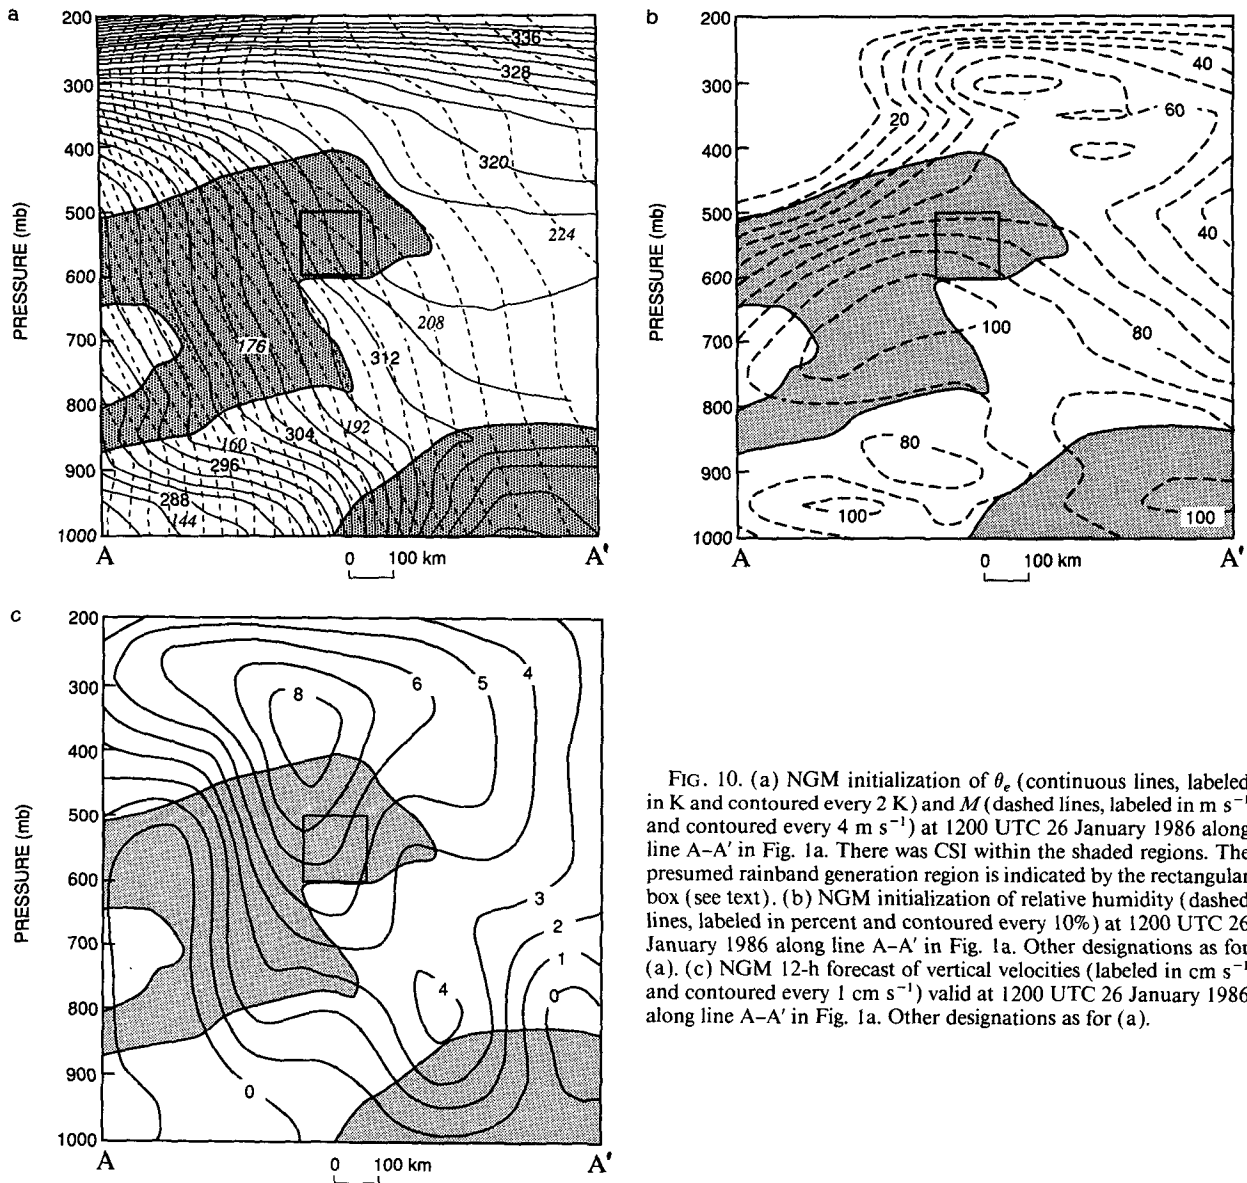 a
200
300
400
500
600
700
800
900
1000
PRESSURE (mb)
336
328
320
224
208
312
176
192
304
160
296
288
144
A
A'
0 100 km
b
200
300
400
500
600
700
800
900
1000
PRESSURE (mb)
40
60
20
40
80
100
80
100
100
A
A'
0 100 km
c
200
300
400
500
600
700
800
900
1000
PRESSURE (mb)
8
6
5
4
3
2
1
0
4
0
A
A'
0 100 km
FIG. 10. (a) NGM initialization of θe (continuous lines, labeled
in K and contoured every 2 K) and M (dashed lines, labeled in m s⁻¹
and contoured every 4 m s⁻¹) at 1200 UTC 26 January 1986 along
line A–A' in Fig. 1a. There was CSI within the shaded regions. The
presumed rainband generation region is indicated by the rectangular
box (see text). (b) NGM initialization of relative humidity (dashed
lines, labeled in percent and contoured every 10%) at 1200 UTC 26
January 1986 along line A–A' in Fig. 1a. Other designations as for
(a). (c) NGM 12-h forecast of vertical velocities (labeled in cm s⁻¹
and contoured every 1 cm s⁻¹) valid at 1200 UTC 26 January 1986
along line A–A' in Fig. 1a. Other designations as for (a).